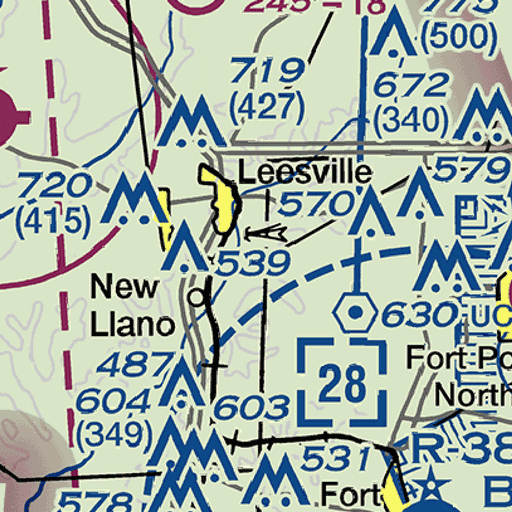 245 - 18
(500)
719
(427)
672
(340)
Leesville
579
720
(415)
570
539
New
Llano
630
UC
487
Fort Po
28
North
604
603
(349)
531
R-38
578
Fort
B